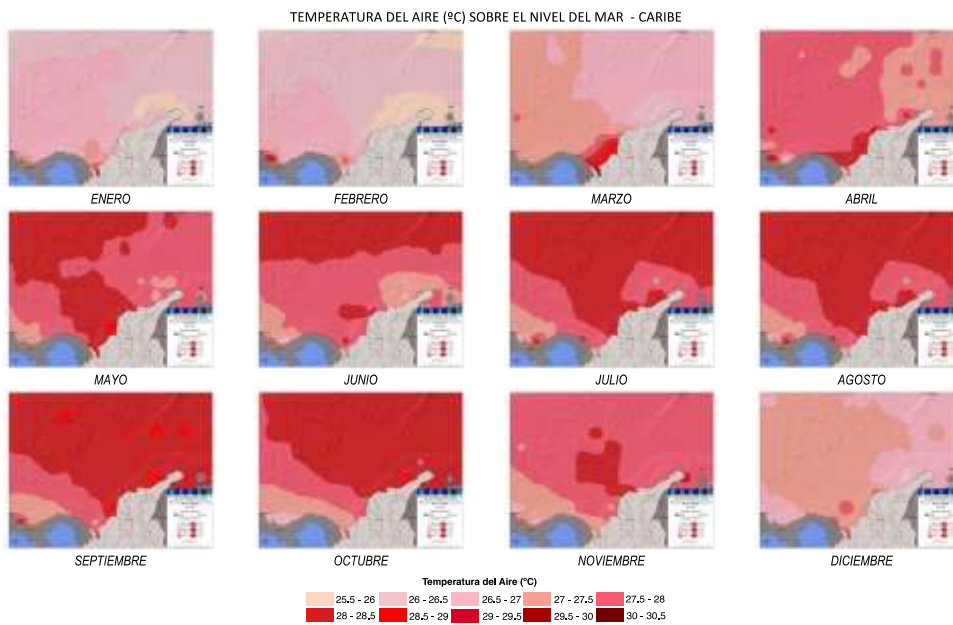 TEMPERATURA DEL AIRE (ºC) SOBRE EL NIVEL DEL MAR - CARIBE
ENERO
FEBRERO
MARZO
ABRIL
MAYO
JUNIO
JULIO
AGOSTO
SEPTIEMBRE
OCTUBRE
NOVIEMBRE
DICIEMBRE
Temperatura del Aire (°C)
25.5 - 26 26 - 26.5 26.5 - 27 27 - 27.5 27.5 - 28
28 - 28.5 28.5 - 29 29 - 29.5 29.5 - 30 30 - 30.5